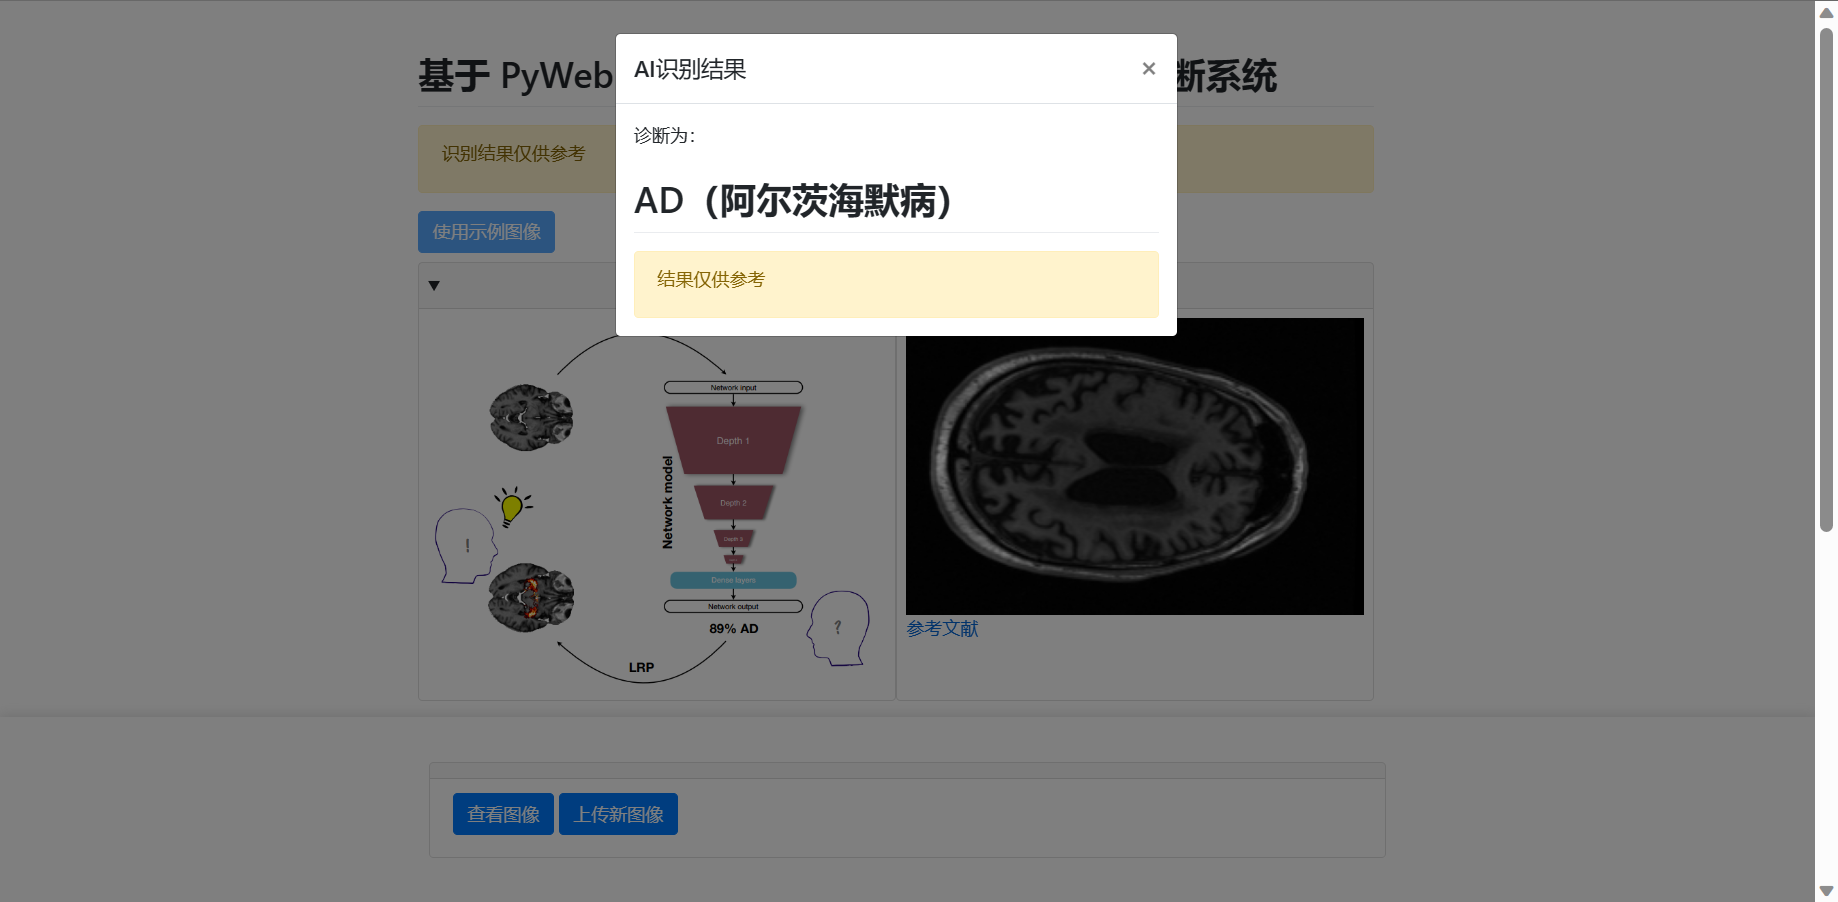 基于 PyWeb
断系统
AI识别结果
×
诊断为：
AD（阿尔茨海默病）
结果仅供参考
识别结果仅供参考
使用示例图像
Network input
Depth 1
Depth 2
Depth 3
Network model
Dense layers
Network output
89% AD
LRP
!
?
参考文献
查看图像
上传新图像